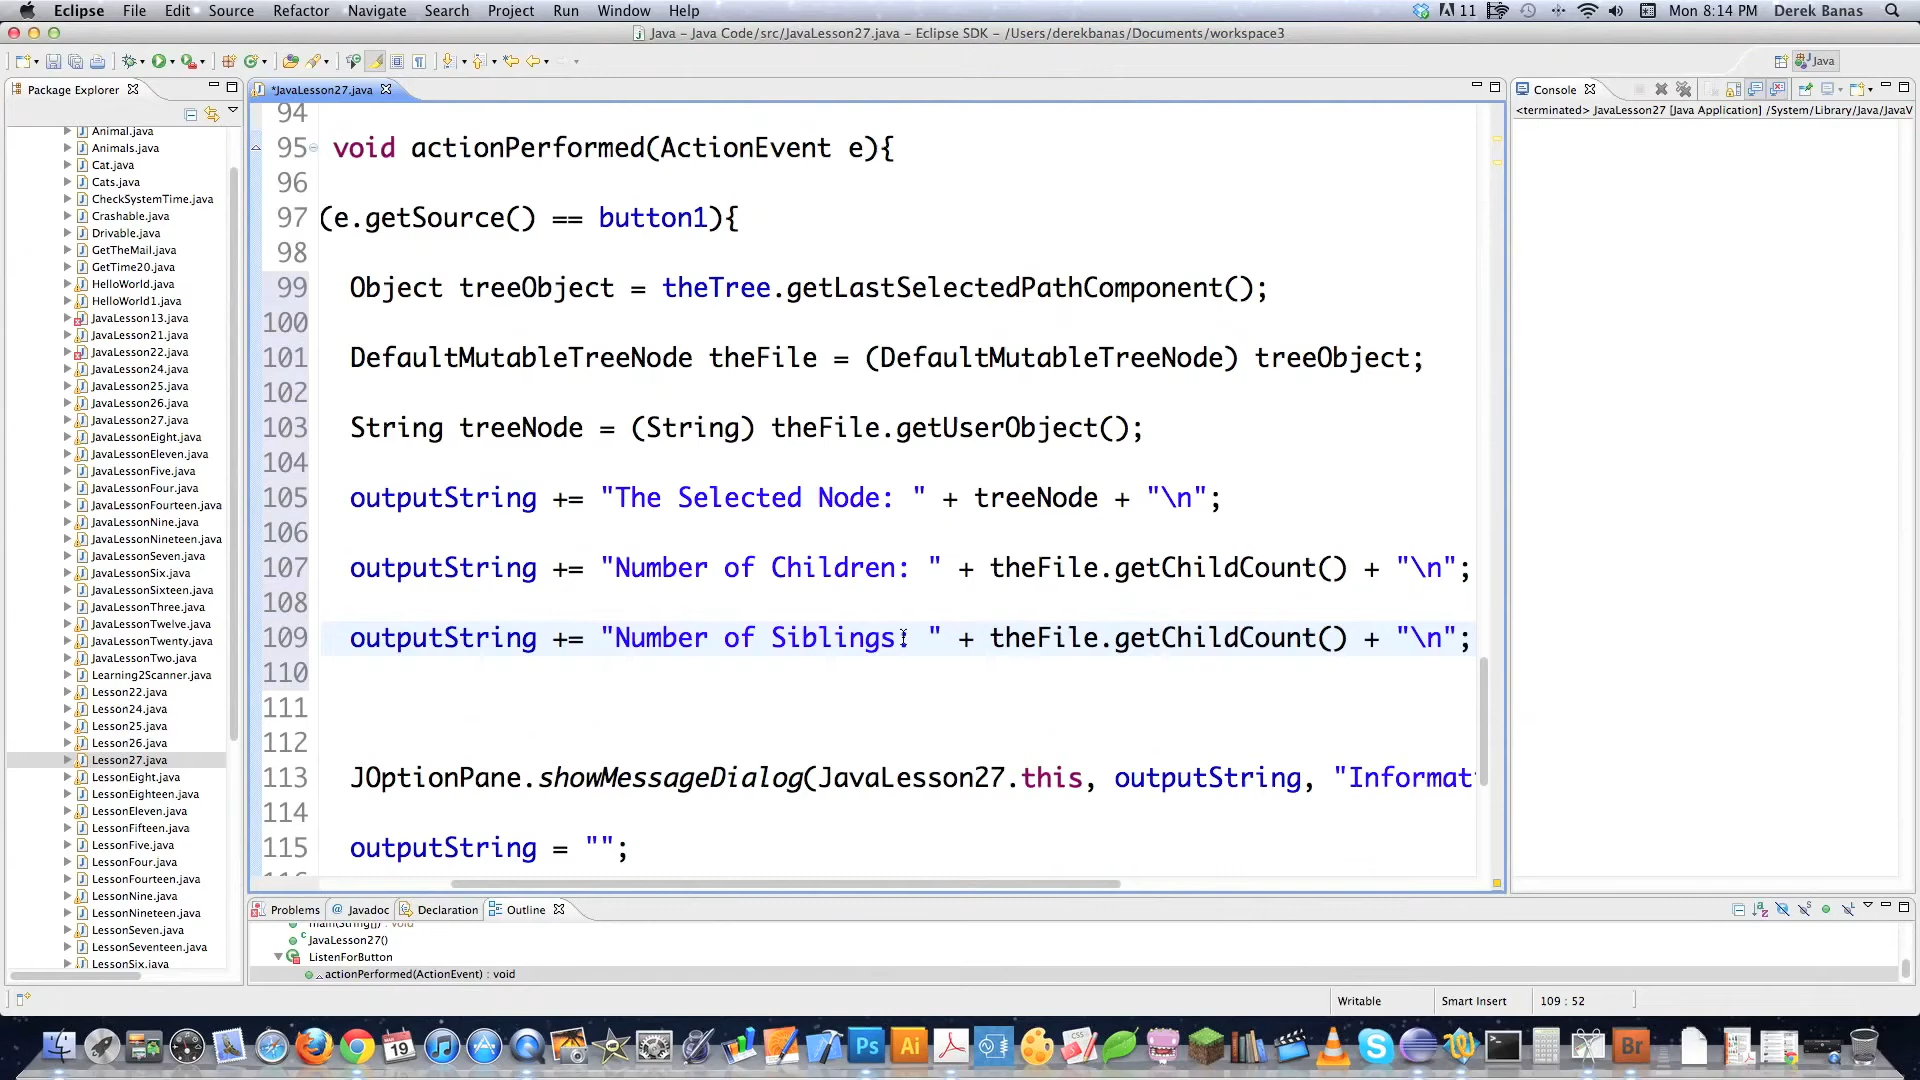 Eclipse File Edit Source Refactor Navigate Search Project Run Window Help 11 Mon 8:14 PM Derek Banas
Java – Java Code/src/JavaLesson27.java – Eclipse SDK – /Users/derekbanas/Documents/workspace3
Java
Package Explorer
*JavaLesson27.java
Console
<terminated> JavaLesson27 [Java Application] /System/Library/Java/JavaV
Animal.java
Animals.java
Cat.java
Cats.java
CheckSystemTime.java
Crashable.java
Drivable.java
GetTheMail.java
GetTime20.java
HelloWorld.java
HelloWorld1.java
JavaLesson13.java
JavaLesson21.java
JavaLesson22.java
JavaLesson24.java
JavaLesson25.java
JavaLesson26.java
JavaLesson27.java
JavaLessonEight.java
JavaLessonEleven.java
JavaLessonFive.java
JavaLessonFour.java
JavaLessonFourteen.java
JavaLessonNine.java
JavaLessonNineteen.java
JavaLessonSeven.java
JavaLessonSix.java
JavaLessonSixteen.java
JavaLessonThree.java
JavaLessonTwelve.java
JavaLessonTwenty.java
JavaLessonTwo.java
Learning2Scanner.java
Lesson22.java
Lesson24.java
Lesson25.java
Lesson26.java
Lesson27.java
LessonEight.java
LessonEighteen.java
LessonEleven.java
LessonFifteen.java
LessonFive.java
LessonFour.java
LessonFourteen.java
LessonNine.java
LessonNineteen.java
LessonSeven.java
LessonSeventeen.java
LessonSix.java
94
95 void actionPerformed(ActionEvent e){
96
97 (e.getSource() == button1){
98
99 Object treeObject = theTree.getLastSelectedPathComponent();
100
101 DefaultMutableTreeNode theFile = (DefaultMutableTreeNode) treeObject;
102
103 String treeNode = (String) theFile.getUserObject();
104
105 outputString += "The Selected Node: " + treeNode + "\n";
106
107 outputString += "Number of Children: " + theFile.getChildCount() + "\n";
108
109 outputString += "Number of Siblings: " + theFile.getChildCount() + "\n";
110
111
112
113 JOptionPane.showMessageDialog(JavaLesson27.this, outputString, "Informat
114
115 outputString = "";
Problems @ Javadoc Declaration Outline
main(String[]) : void
JavaLesson27()
ListenForButton
actionPerformed(ActionEvent) : void
Writable Smart Insert 109 : 52
19 Ps Ai Br